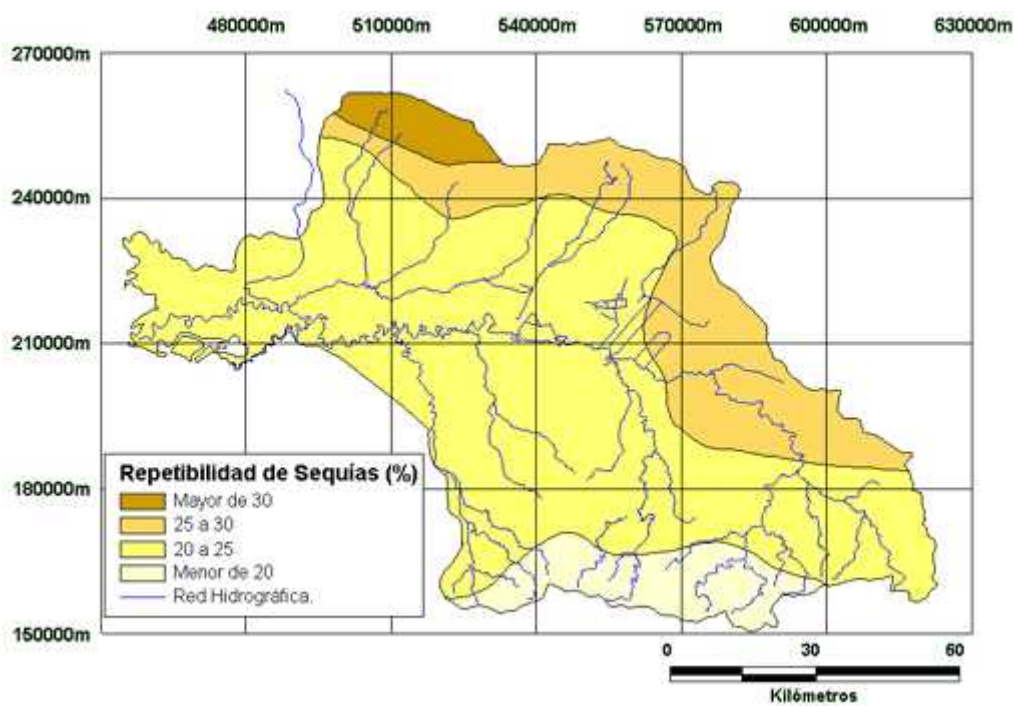 480000m 510000m 540000m 570000m 600000m 630000m
270000m
240000m
210000m
180000m
150000m
Repetibilidad de Sequías (%)
Mayor de 30
25 a 30
20 a 25
Menor de 20
Red Hidrográfica.
0 30 60
Kilómetros